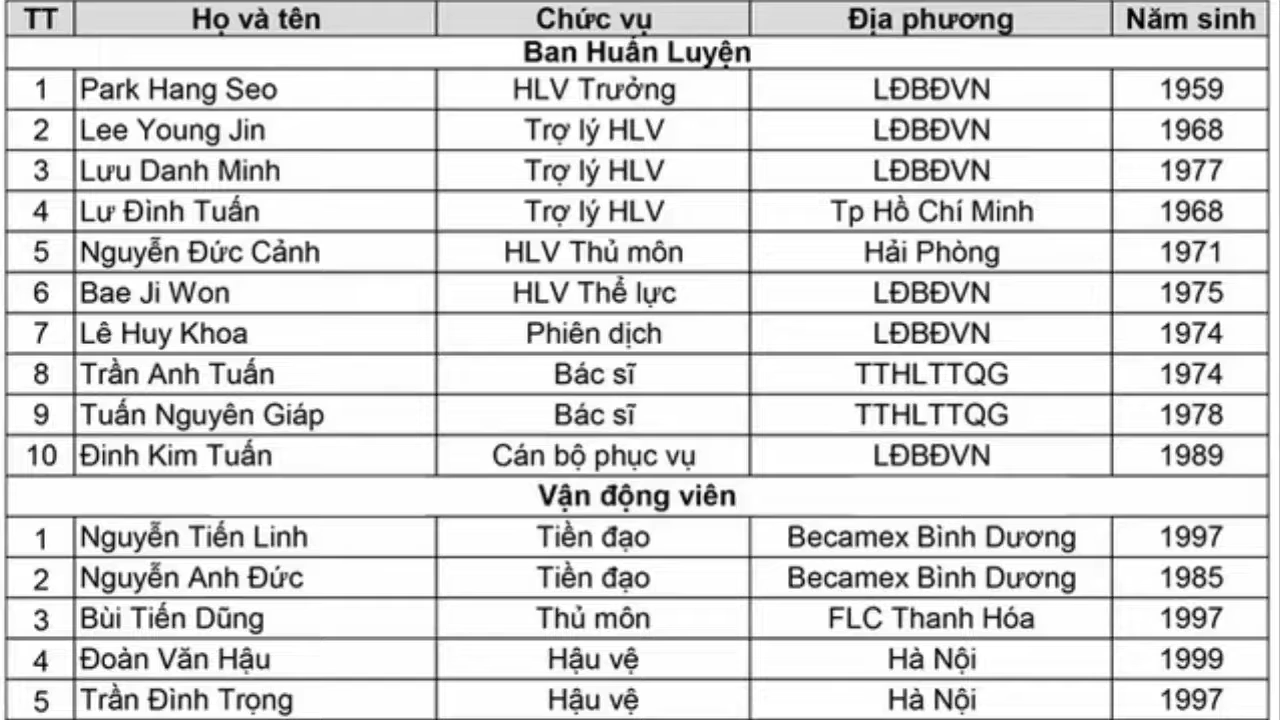 TT Họ và tên Chức vụ Địa phương Năm sinh
Ban Huấn Luyện
1 Park Hang Seo HLV Trưởng LĐBĐVN 1959
2 Lee Young Jin Trợ lý HLV LĐBĐVN 1968
3 Lưu Danh Minh Trợ lý HLV LĐBĐVN 1977
4 Lư Đình Tuấn Trợ lý HLV Tp Hồ Chí Minh 1968
5 Nguyễn Đức Cảnh HLV Thủ môn Hải Phòng 1971
6 Bae Ji Won HLV Thể lực LĐBĐVN 1975
7 Lê Huy Khoa Phiên dịch LĐBĐVN 1974
8 Trần Anh Tuấn Bác sĩ TTHLTTQG 1974
9 Tuấn Nguyên Giáp Bác sĩ TTHLTTQG 1978
10 Đinh Kim Tuấn Cán bộ phục vụ LĐBĐVN 1989
Vận động viên
1 Nguyễn Tiến Linh Tiền đạo Becamex Bình Dương 1997
2 Nguyễn Anh Đức Tiền đạo Becamex Bình Dương 1985
3 Bùi Tiến Dũng Thủ môn FLC Thanh Hóa 1997
4 Đoàn Văn Hậu Hậu vệ Hà Nội 1999
5 Trần Đình Trọng Hậu vệ Hà Nội 1997